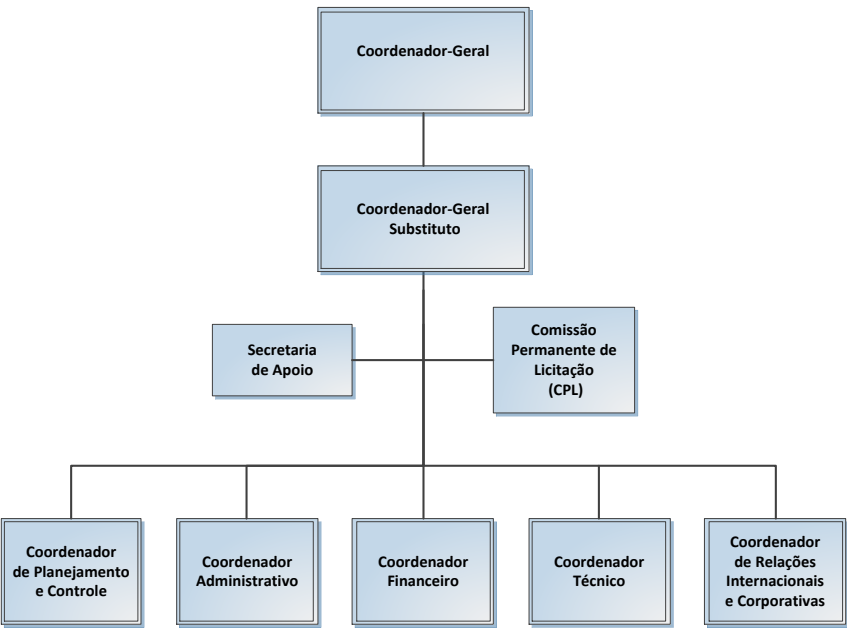 Coordenador-Geral
Coordenador-Geral
Substituto
Secretaria
de Apoio
Comissão
Permanente de
Licitação
(CPL)
Coordenador
de Planejamento
e Controle
Coordenador
Administrativo
Coordenador
Financeiro
Coordenador
Técnico
Coordenador
de Relações
Internacionais
e Corporativas